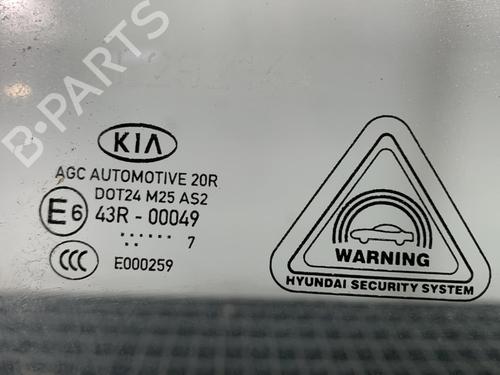 KIA
AGC AUTOMOTIVE 20R
DOT24 M25 AS2
E6 43R - 00049
....... 7
CCC E000259
WARNING
HYUNDAI SECURITY SYSTEM
B-PARTS